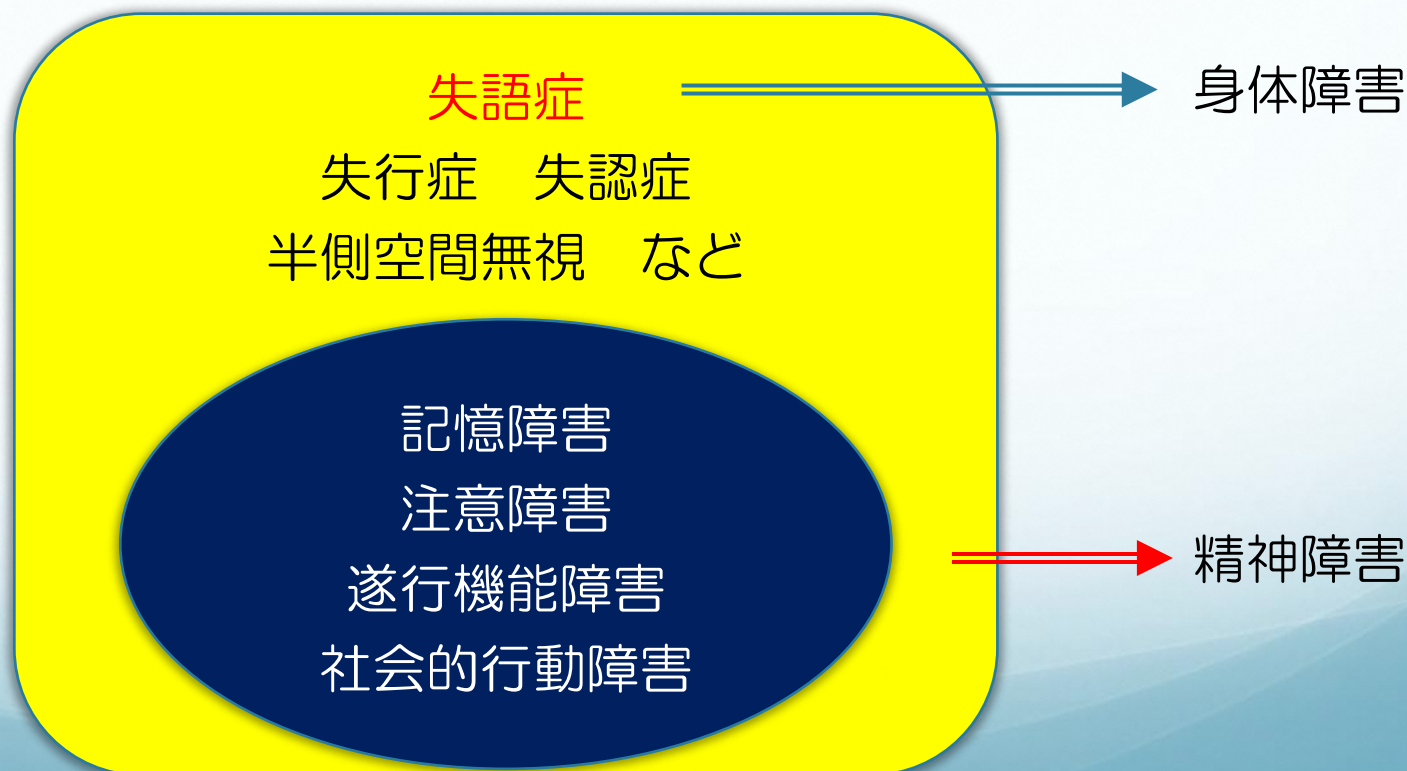 失語症
身体障害
失行症　失認症
半側空間無視　など
記憶障害
注意障害
遂行機能障害
社会的行動障害
精神障害